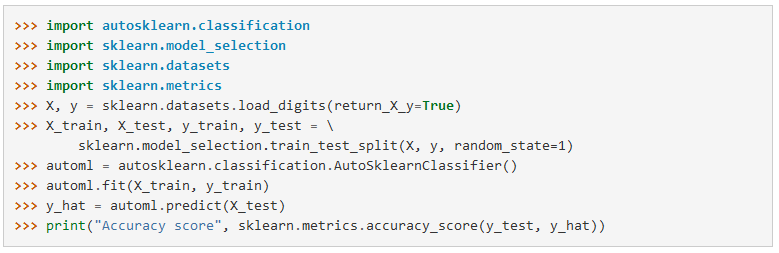 >>> import autosklearn.classification
>>> import sklearn.model_selection
>>> import sklearn.datasets
>>> import sklearn.metrics
>>> X, y = sklearn.datasets.load_digits(return_X_y=True)
>>> X_train, X_test, y_train, y_test = \
        sklearn.model_selection.train_test_split(X, y, random_state=1)
>>> automl = autosklearn.classification.AutoSklearnClassifier()
>>> automl.fit(X_train, y_train)
>>> y_hat = automl.predict(X_test)
>>> print("Accuracy score", sklearn.metrics.accuracy_score(y_test, y_hat))